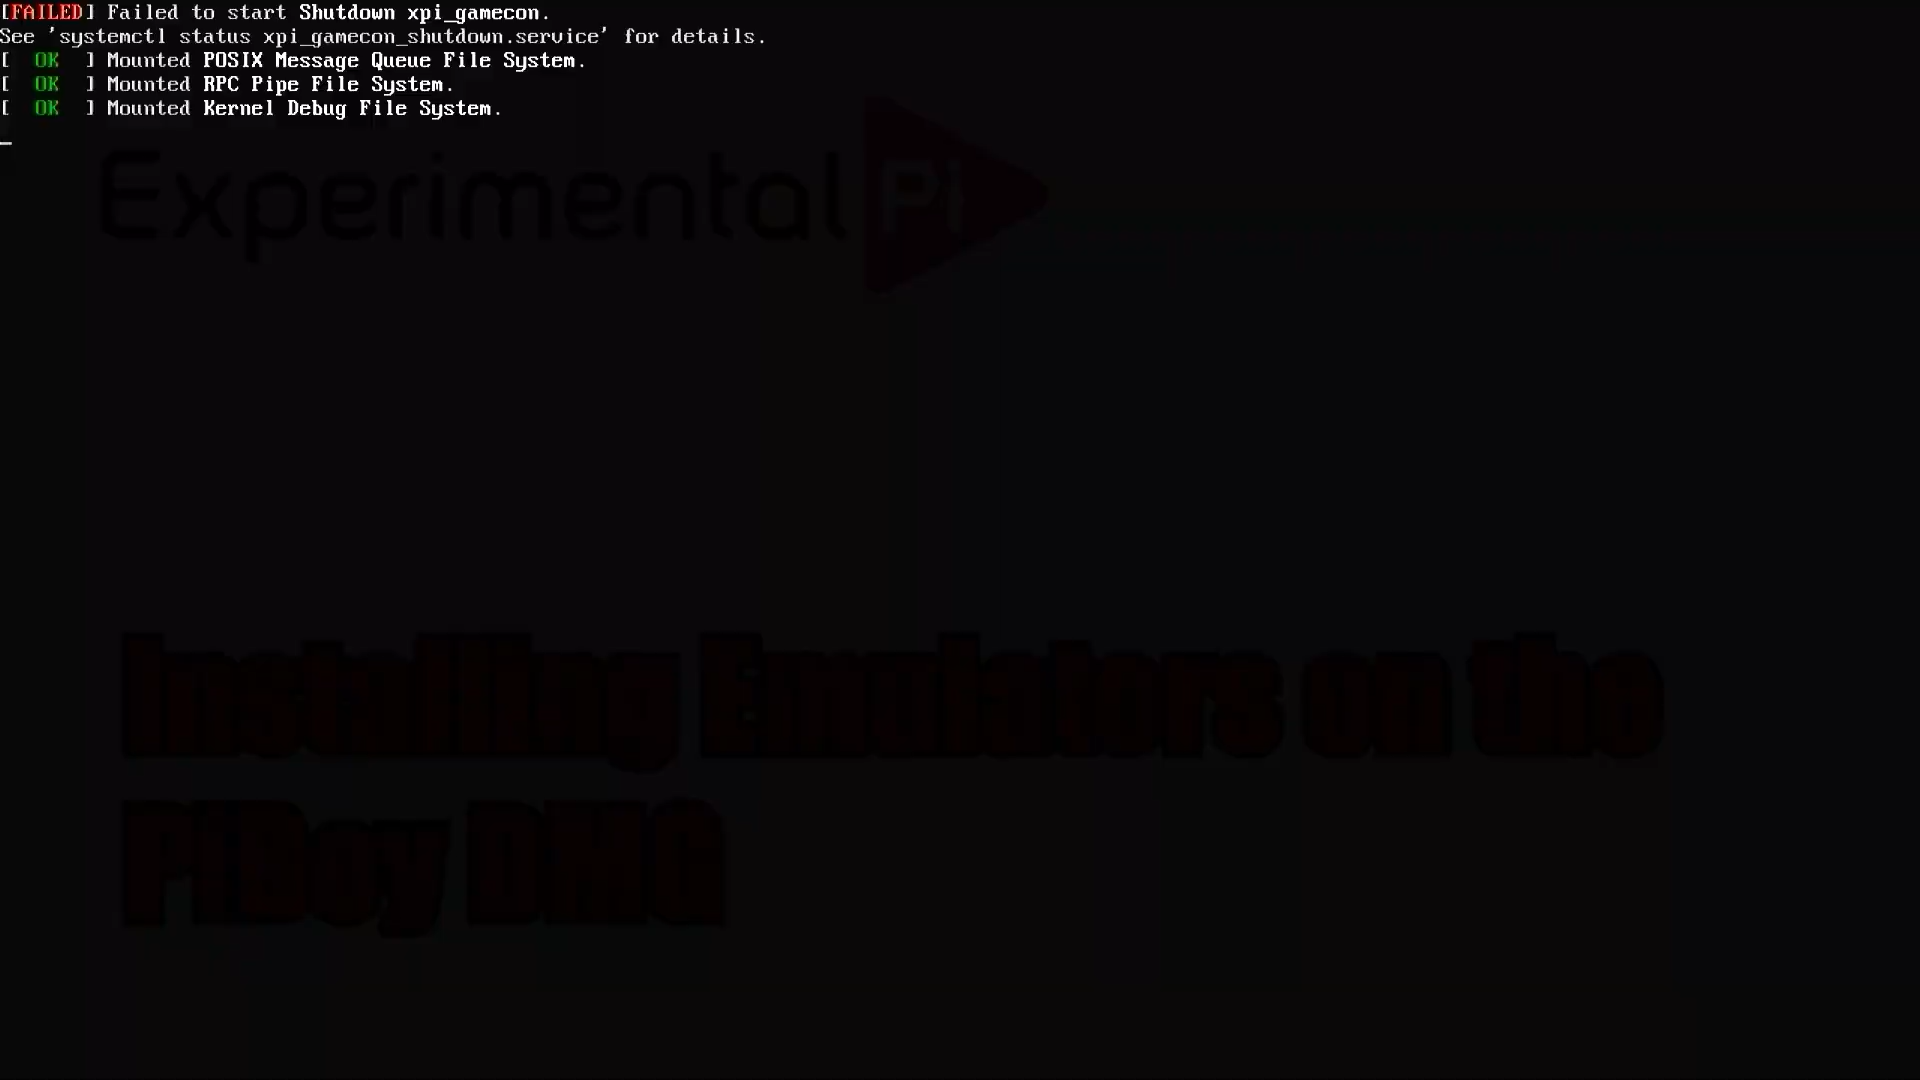 [FAILED] Failed to start Shutdown xpi_gamecon.
See 'systemctl status xpi_gamecon_shutdown.service' for details.
[  OK  ] Mounted POSIX Message Queue File System.
[  OK  ] Mounted RPC Pipe File System.
[  OK  ] Mounted Kernel Debug File System.
Experimental Pi
Installing Emulators on the
PiBoy DMG